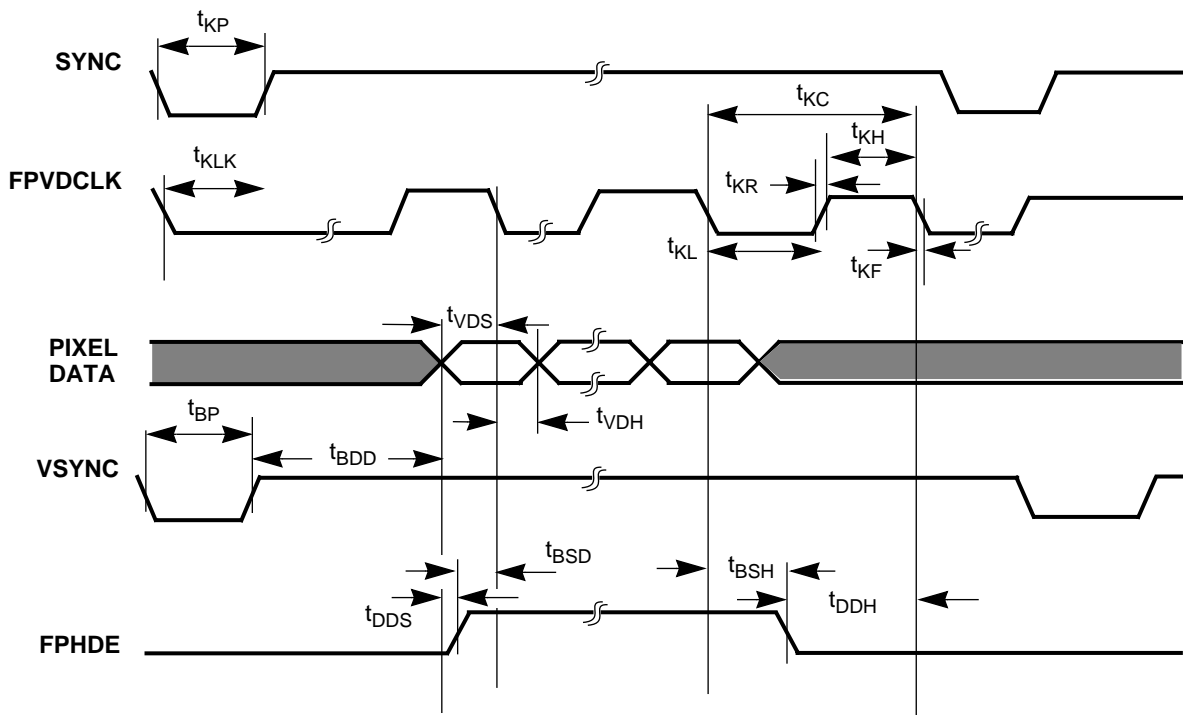 tKP
SYNC
tKC
tKH
tKLK
FPVDCLK
tKR
tKL
tKF
tVDS
PIXEL
DATA
tBP
tVDH
tBDD
VSYNC
tBSD
tBSH
tDDS
tDDH
FPHDE